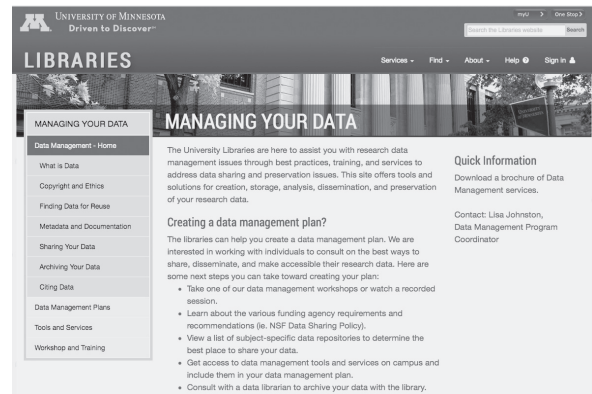 UNIVERSITY OF MINNESOTA
Driven to Discover℠
myU >
One Stop >
Search the Libraries website
Search
LIBRARIES
Services
Find
About
Help
Sign in
MANAGING YOUR DATA
Data Management - Home
What is Data
Copyright and Ethics
Finding Data for Reuse
Metadata and Documentation
Sharing Your Data
Archiving Your Data
Citing Data
Data Management Plans
Tools and Services
Workshop and Training
MANAGING YOUR DATA
The University Libraries are here to assist you with research data
management issues through best practices, training, and services to
address data sharing and preservation issues. This site offers tools and
solutions for creation, storage, analysis, dissemination, and preservation
of your research data.
Creating a data management plan?
The libraries can help you create a data management plan. We are
interested in working with individuals to consult on the best ways to
share, disseminate, and make accessible their research data. Here are
some next steps you can take toward creating your plan:
• Take one of our data management workshops or watch a recorded
session.
• Learn about the various funding agency requirements and
recommendations (ie. NSF Data Sharing Policy).
• View a list of subject-specific data repositories to determine the
best place to share your data.
• Get access to data management tools and services on campus and
include them in your data management plan.
• Consult with a data librarian to archive your data with the library.
Quick Information
Download a brochure of Data
Management services.
Contact: Lisa Johnston,
Data Management Program
Coordinator